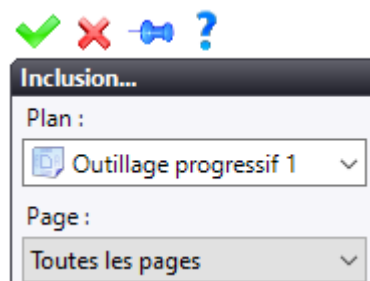 Inclusion...
Plan :
Outillage progressif 1
Page :
Toutes les pages